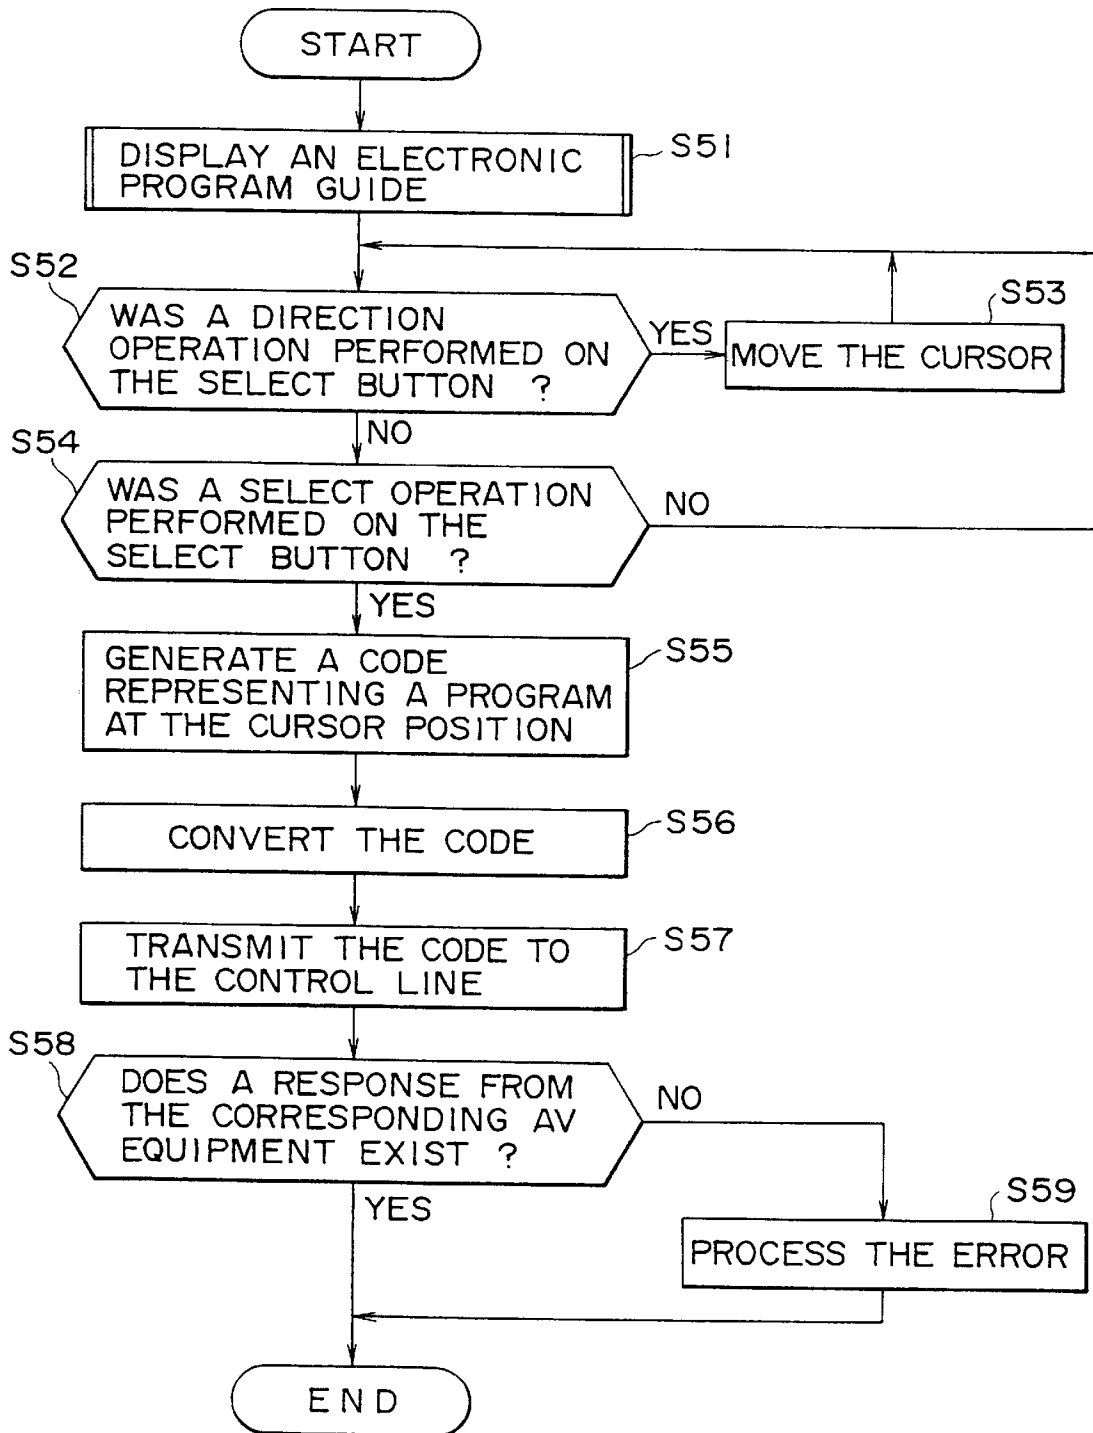 START
DISPLAY AN ELECTRONIC
PROGRAM GUIDE
S51
S52
WAS A DIRECTION
OPERATION PERFORMED ON
THE SELECT BUTTON ?
YES
S53
MOVE THE CURSOR
NO
S54
WAS A SELECT OPERATION
PERFORMED ON THE
SELECT BUTTON ?
NO
YES
GENERATE A CODE
REPRESENTING A PROGRAM
AT THE CURSOR POSITION
S55
CONVERT THE CODE
S56
TRANSMIT THE CODE TO
THE CONTROL LINE
S57
S58
DOES A RESPONSE FROM
THE CORRESPONDING AV
EQUIPMENT EXIST ?
NO
YES
S59
PROCESS THE ERROR
END